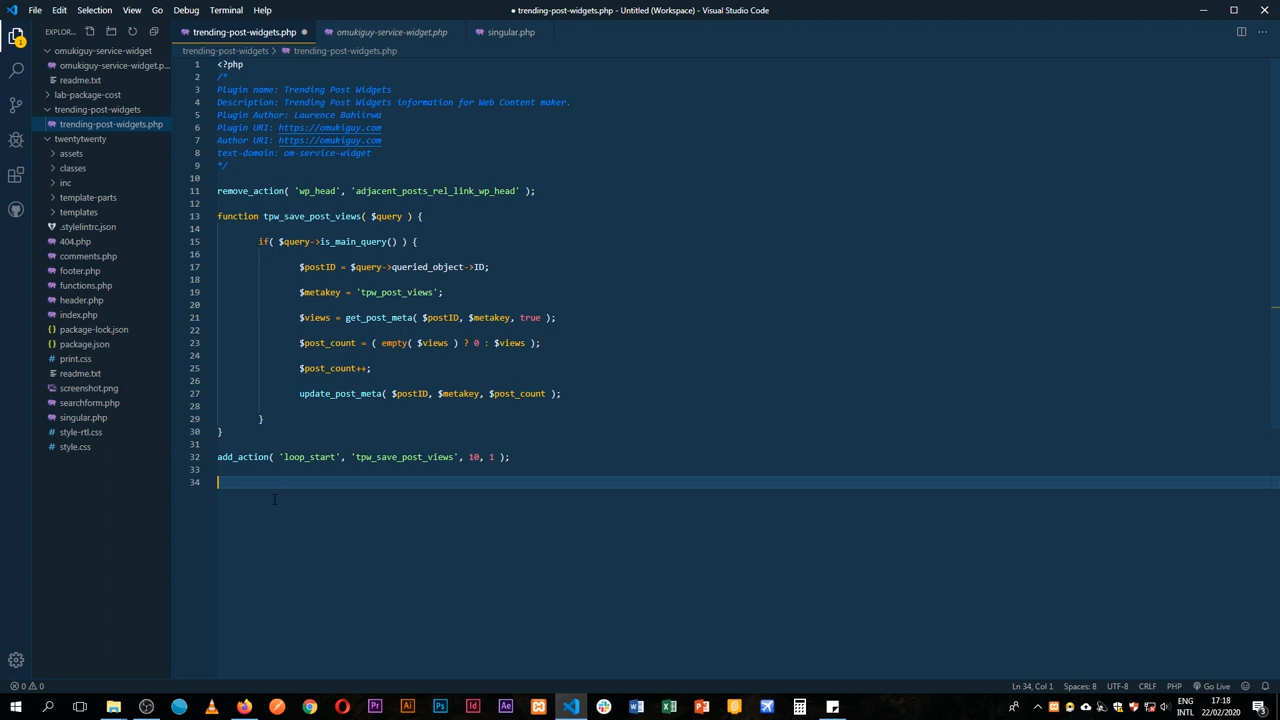 File Edit Selection View Go Debug Terminal Help
● trending-post-widgets.php - Untitled (Workspace) - Visual Studio Code
EXPLOR...
trending-post-widgets.php ●
omukiguy-service-widget.php
singular.php
1
omukiguy-service-widget
omukiguy-service-widget.p...
readme.txt
lab-package-cost
trending-post-widgets
trending-post-widgets.php
twentytwenty
assets
classes
inc
template-parts
templates
.stylelintrc.json
404.php
comments.php
footer.php
functions.php
header.php
index.php
package-lock.json
package.json
print.css
readme.txt
screenshot.png
searchform.php
singular.php
style-rtl.css
style.css
trending-post-widgets > trending-post-widgets.php
1 <?php
2 /*
3 Plugin name: Trending Post Widgets
4 Description: Trending Post Widgets information for Web Content maker.
5 Plugin Author: Laurence Bahiirwa
6 Plugin URI: https://omukiguy.com
7 Author URI: https://omukiguy.com
8 text-domain: om-service-widget
9 */
10
11 remove_action( 'wp_head', 'adjacent_posts_rel_link_wp_head' );
12
13 function tpw_save_post_views( $query ) {
14
15 if( $query->is_main_query() ) {
16
17 $postID = $query->queried_object->ID;
18
19 $metakey = 'tpw_post_views';
20
21 $views = get_post_meta( $postID, $metakey, true );
22
23 $post_count = ( empty( $views ) ? 0 : $views );
24
25 $post_count++;
26
27 update_post_meta( $postID, $metakey, $post_count );
28
29 }
30 }
31
32 add_action( 'loop_start', 'tpw_save_post_views', 10, 1 );
33
34
0 0
Ln 34, Col 1 Spaces: 8 UTF-8 CRLF PHP Go Live
Pr Ai Ps Id Ae
ENG
INTL
17:18
22/02/2020